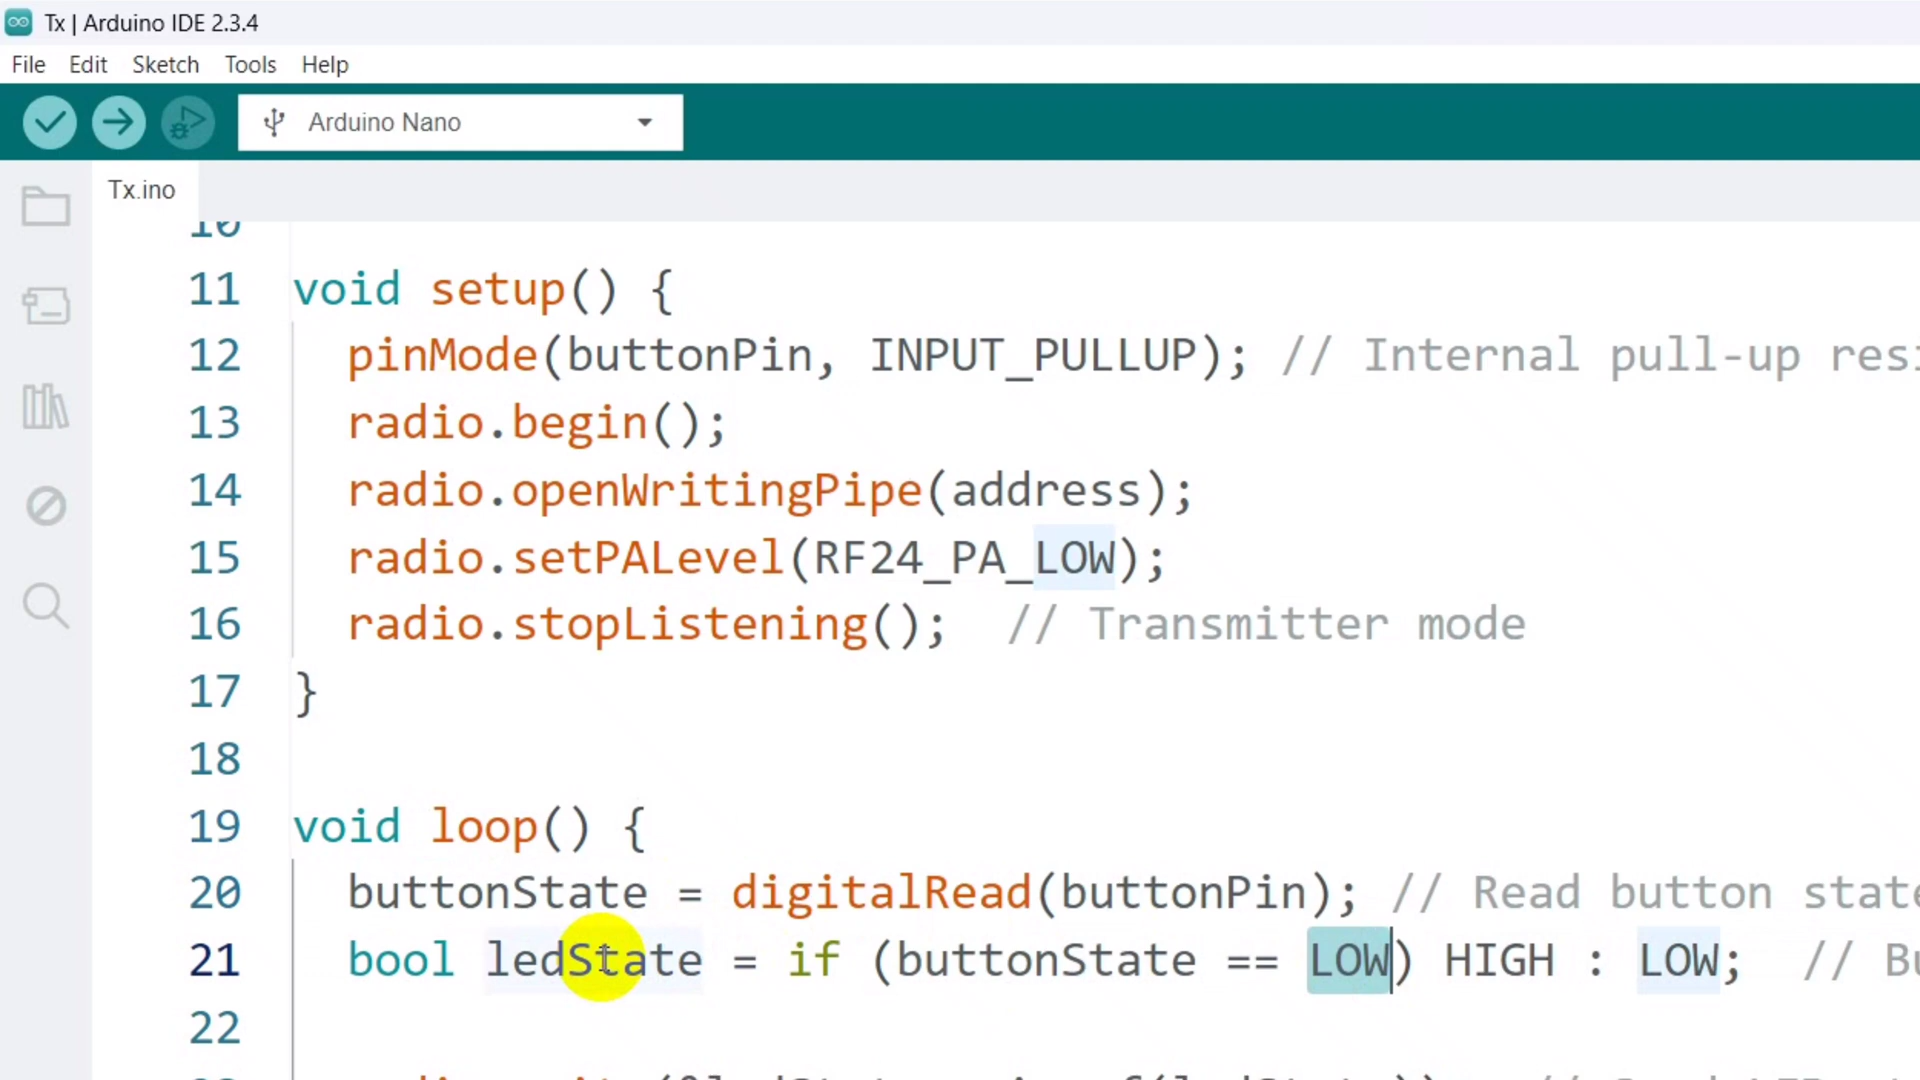 Tx | Arduino IDE 2.3.4
File Edit Sketch Tools Help
Arduino Nano
Tx.ino
10
11 void setup() {
12 pinMode(buttonPin, INPUT_PULLUP); // Internal pull-up resi
13 radio.begin();
14 radio.openWritingPipe(address);
15 radio.setPALevel(RF24_PA_LOW);
16 radio.stopListening(); // Transmitter mode
17 }
18
19 void loop() {
20 buttonState = digitalRead(buttonPin); // Read button state
21 bool ledState = if (buttonState == LOW) HIGH : LOW; // Bu
22